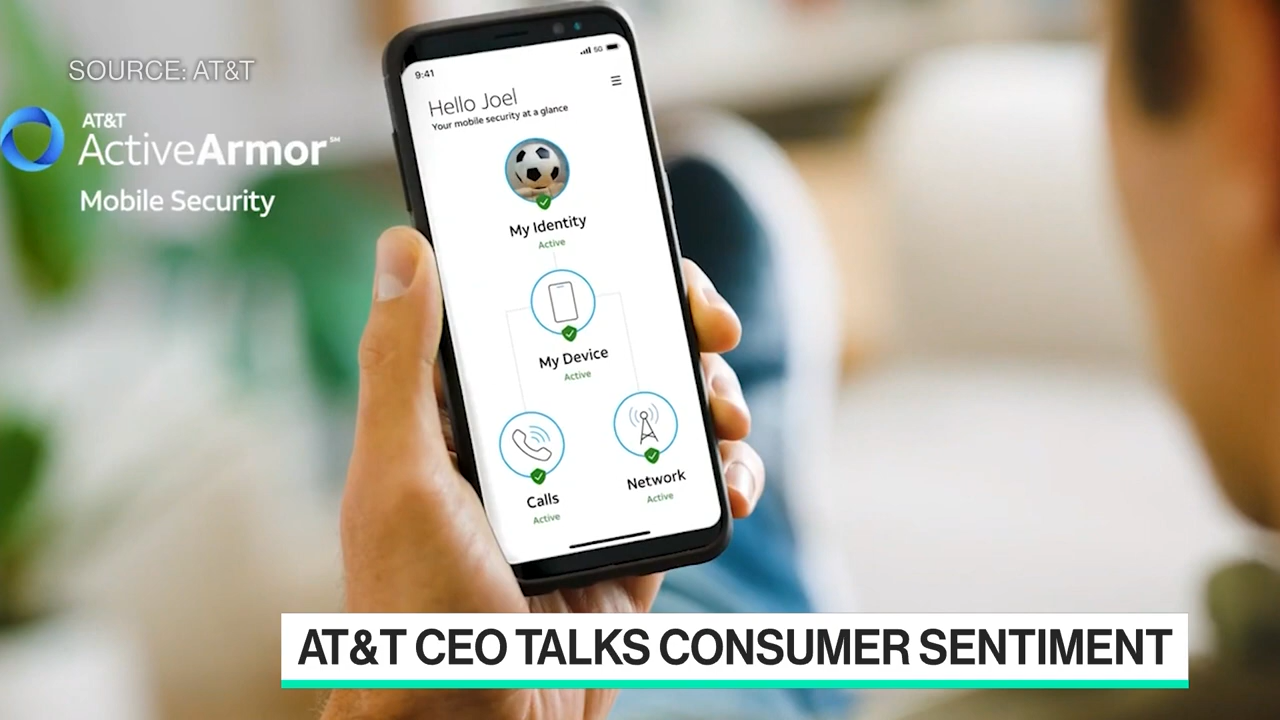 SOURCE: AT&T
AT&T
ActiveArmor℠
Mobile Security
9:41
5G
Hello Joel
Your mobile security at a glance
My Identity
Active
My Device
Active
Calls
Active
Network
Active
AT&T CEO TALKS CONSUMER SENTIMENT